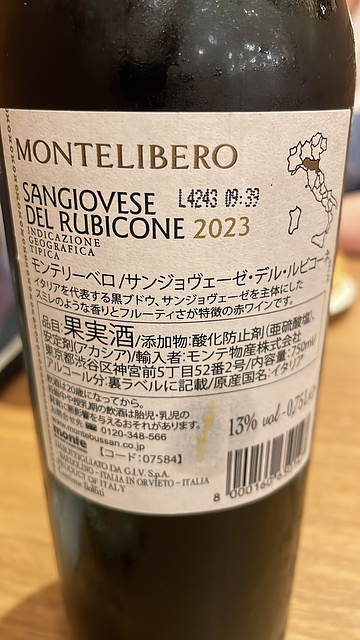 MONTELIBERO
SANGIOVESE L4243 09:39
DEL RUBICONE 2023
INDICAZIONE
GEOGRAFICA
TIPICA
モンテリーベロ/サンジョヴェーゼ・デル・ルビコーネ
イタリアを代表する黒ブドウ、サンジョヴェーゼを主体にした
スミレのような香りとフルーティさが特徴の赤ワインです。
品目 果実酒/添加物:酸化防止剤(亜硫酸塩)、
安定剤(アカシア)/輸入者:モンテ物産株式会社
東京都渋谷区神宮前5丁目52番2号/内容量:750ml
アルコール分:裏ラベルに記載/原産国名:イタリア
飲酒は20歳になってから。
妊娠中や授乳期の飲酒は胎児・乳児の
発育に影響を与えるおそれがあります。
0120-348-566
www.montebussan.co.jp
monte 【コード:07584】
13% vol - 0,75L e
IMBOTTIGLIATO DA G.I.V. S.p.A.
ITALIA IN ORVIETO - ITALIA
PRODUCT OF ITALY
8 000160